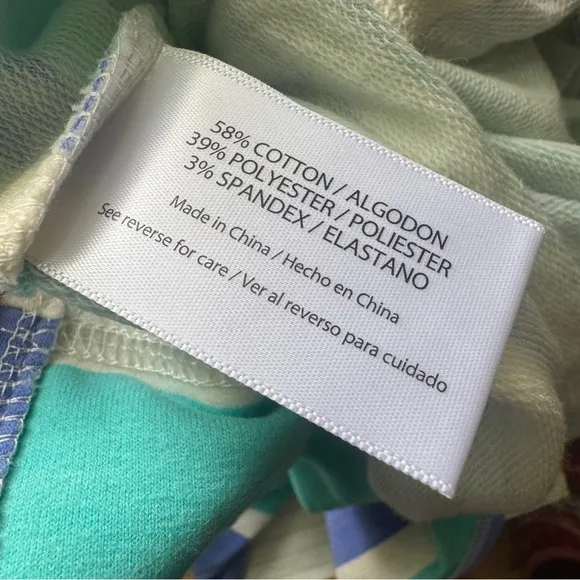 58% COTTON / ALGODON
39% POLYESTER / POLIESTER
3% SPANDEX / ELASTANO
Made in China / Hecho en China
See reverse for care / Ver al reverso para cuidado